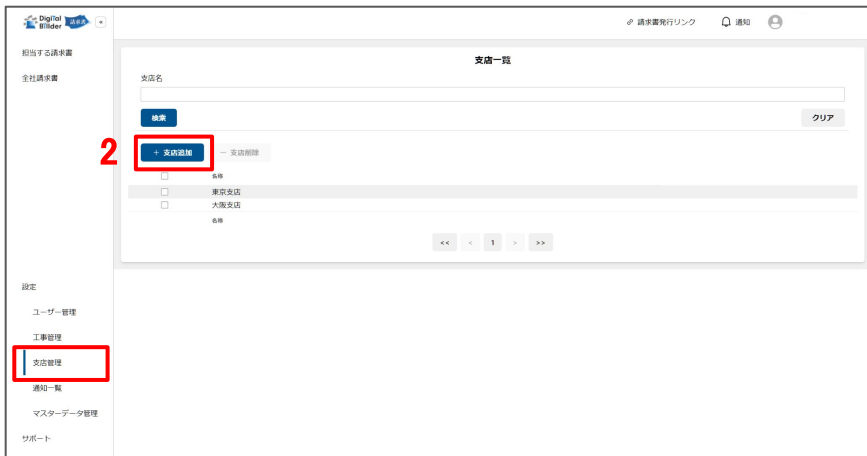 Digital Billder 請求書 «
請求書発行リンク 通知
担当する請求書
全社請求書
支店一覧
支店名
検索 クリア
2
+ 支店追加 − 支店削除
名称
東京支店
大阪支店
名称
<< < 1 > >>
設定
ユーザー管理
工事管理
支店管理
通知一覧
マスターデータ管理
サポート